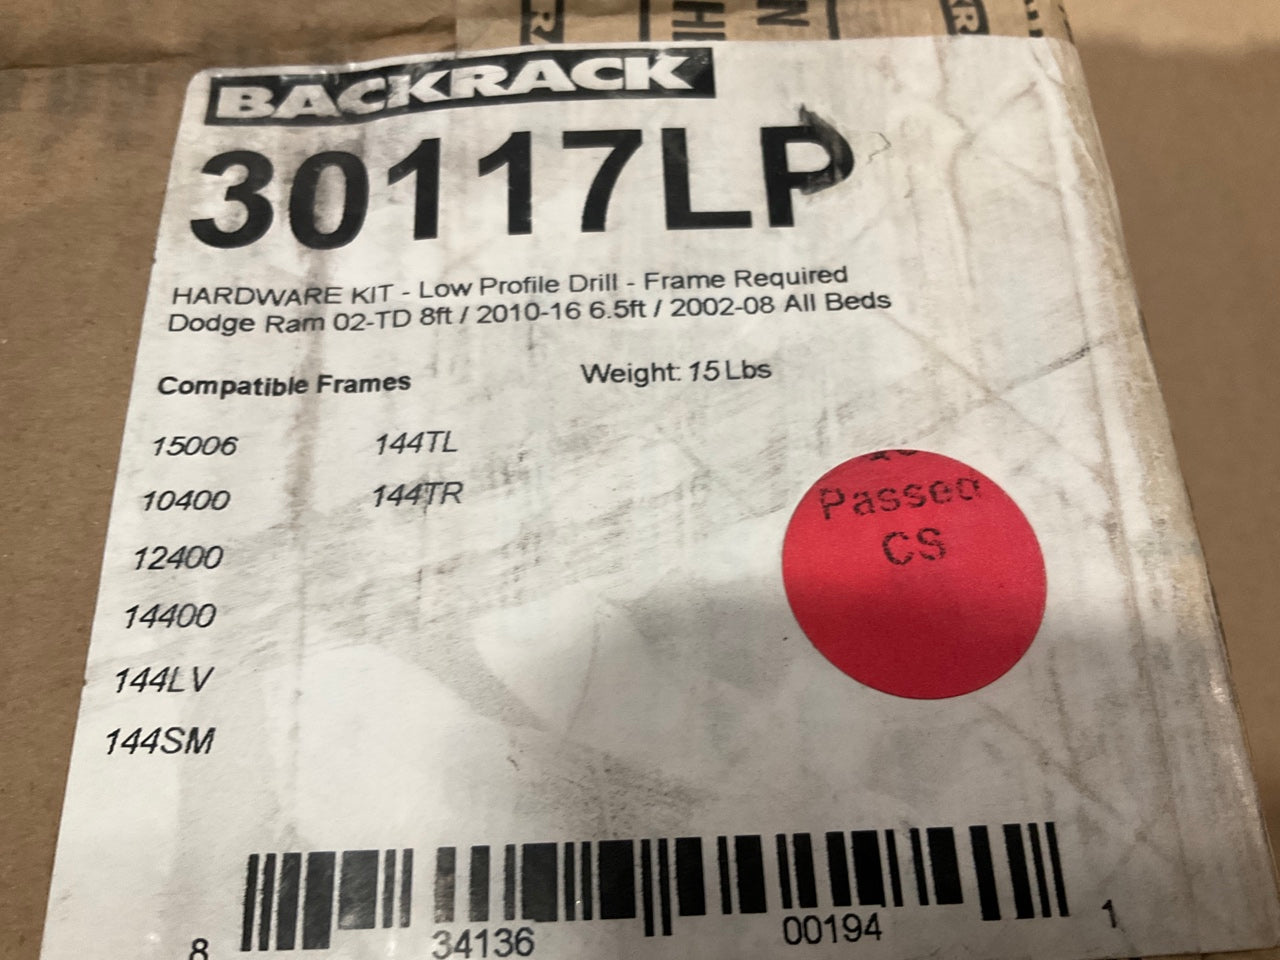 BACKRACK
30117LP
HARDWARE KIT - Low Profile Drill - Frame Required
Dodge Ram 02-TD 8ft / 2010-16 6.5ft / 2002-08 All Beds
Compatible Frames
Weight: 15 Lbs
15006
144TL
10400
144TR
12400
14400
144LV
144SM
Passed
CS
8 34136 00194 1